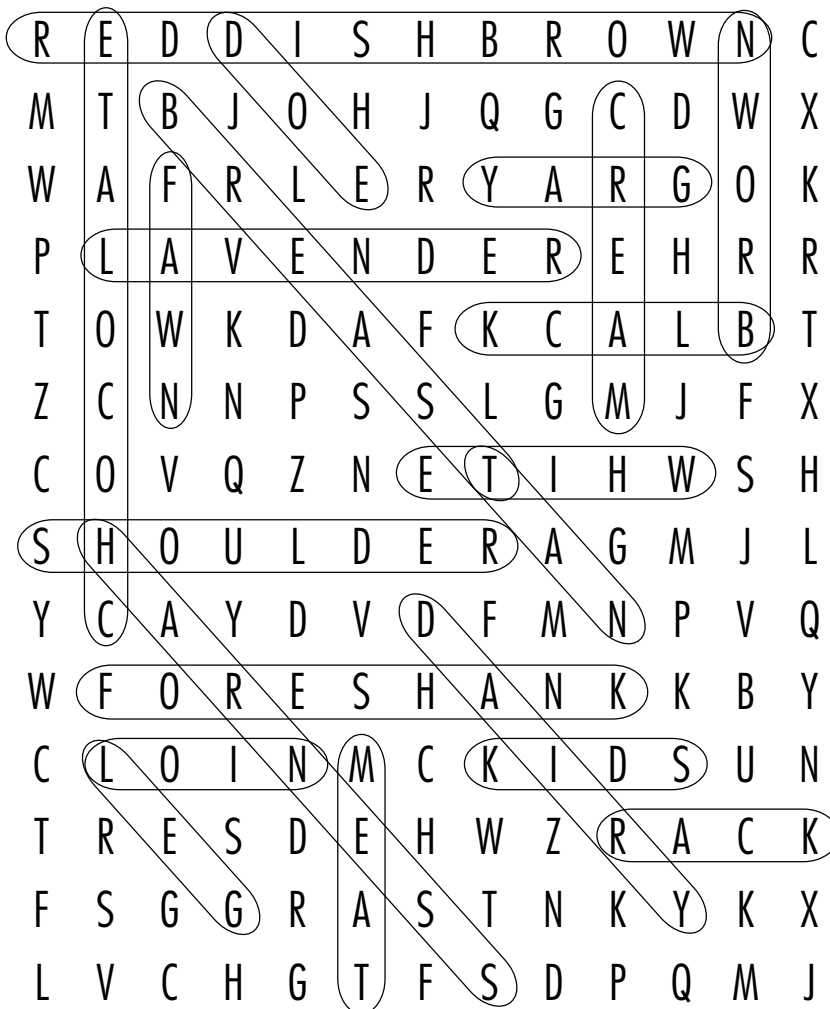 R E D D I S H B R O W N C
M T B J O H J Q G C D W X
W A F R L E R Y A R G O K
P L A V E N D E R E H R R
T O W K D A F K C A L B T
Z C N N P S S L G M J F X
C O V Q Z N E T I H W S H
S H O U L D E R A G M J L
Y C A Y D V D F M N P V Q
W F O R E S H A N K K B Y
C L O I N M C K I D S U N
T R E S D E H W Z R A C K
F S G G R A S T N K Y K X
L V C H G T F S D P Q M J